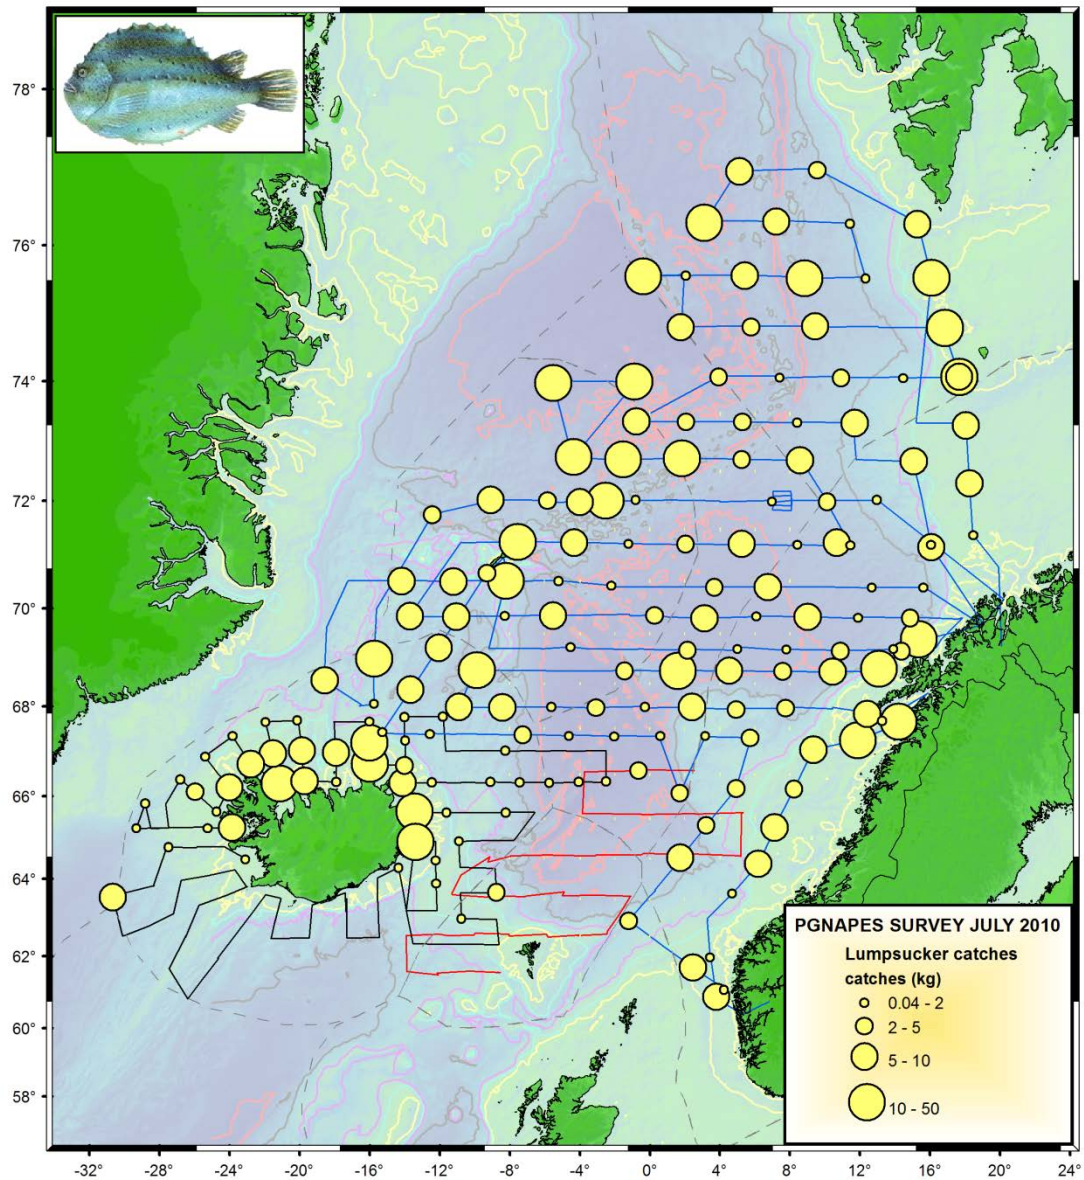 78°
76°
74°
72°
70°
68°
66°
64°
62°
60°
58°
PGNAPES SURVEY JULY 2010
Lumpsucker catches
catches (kg)
0.04 - 2
2 - 5
5 - 10
10 - 50
-32° -28° -24° -20° -16° -12° -8° -4° 0° 4° 8° 12° 16° 20° 24°